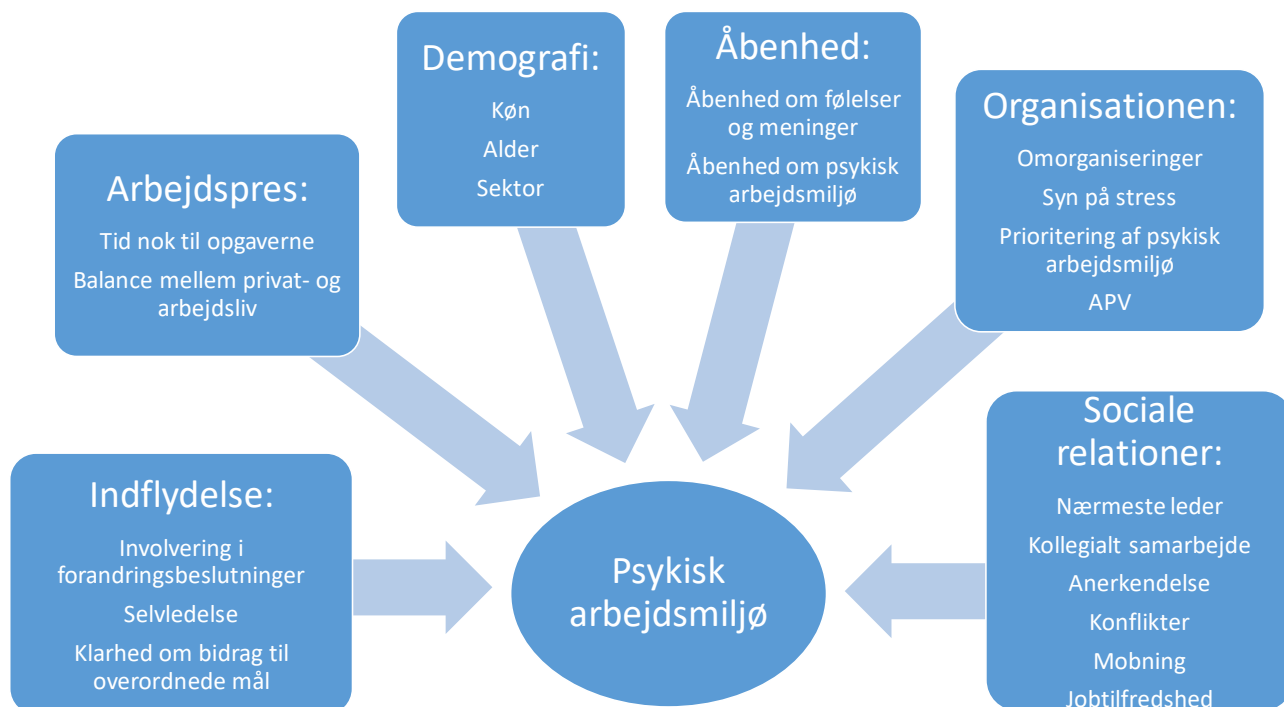 Demografi:
Køn
Alder
Sektor
Åbenhed:
Åbenhed om følelser
og meninger
Åbenhed om psykisk
arbejdsmiljø
Organisationen:
Omorganiseringer
Syn på stress
Prioritering af psykisk
arbejdsmiljø
APV
Arbejdspres:
Tid nok til opgaverne
Balance mellem privat- og
arbejdsliv
Sociale
relationer:
Nærmeste leder
Kollegialt samarbejde
Anerkendelse
Konflikter
Mobning
Jobtilfredshed
Indflydelse:
Involvering i
forandringsbeslutninger
Selvledelse
Klarhed om bidrag til
overordnede mål
Psykisk
arbejdsmiljø